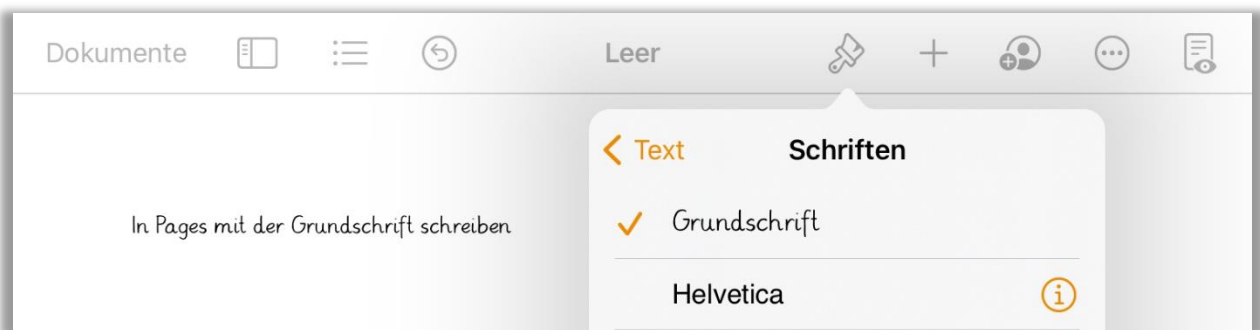 Dokumente Leer
Text Schriften
In Pages mit der Grundschrift schreiben
Grundschrift
Helvetica